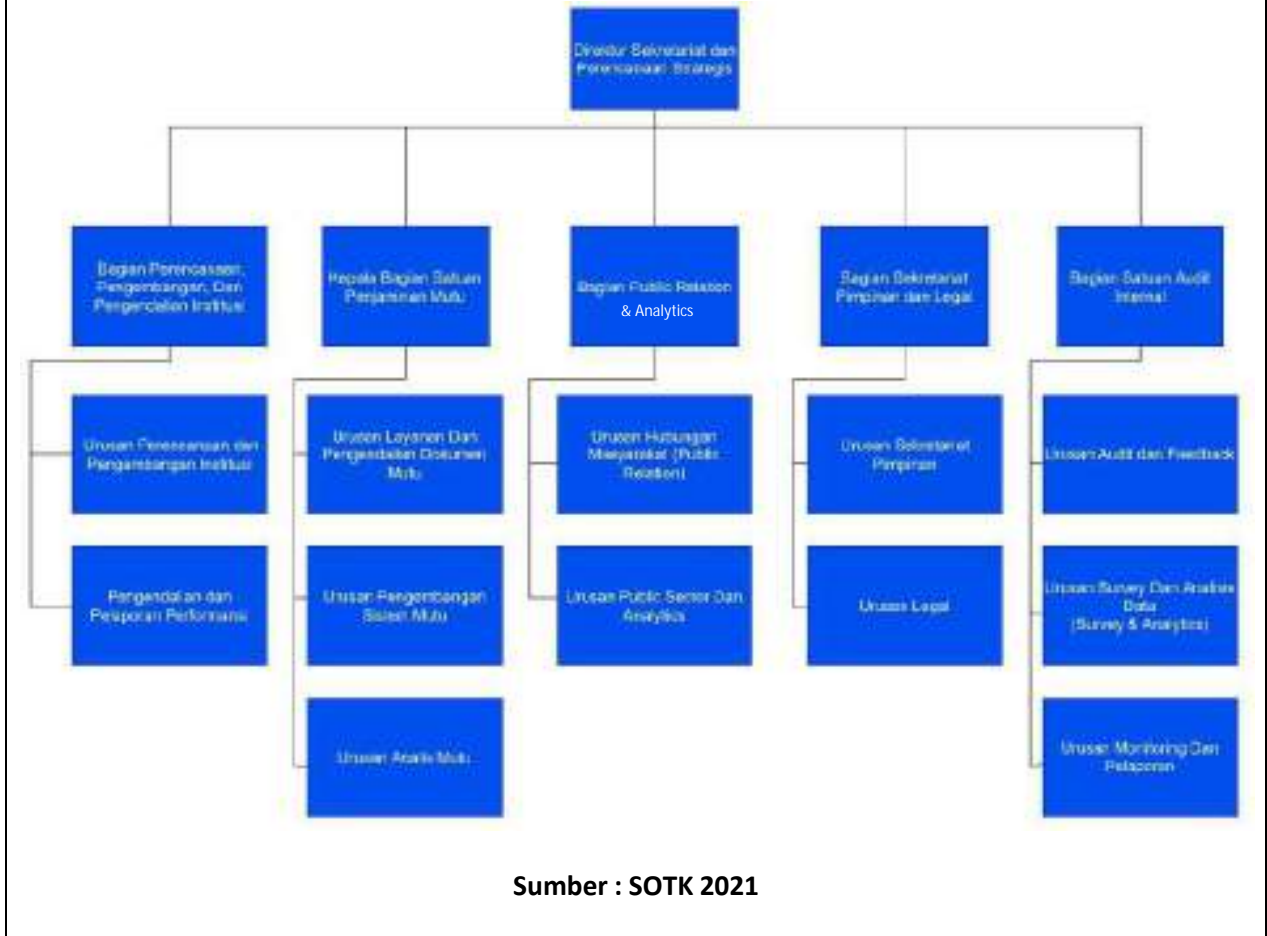 Direktur Sekretariat dan
Perencanaan Strategis
Bagian Perencanaan,
Pengembangan, Dan
Pengendalian Institusi
Kepala Bagian Satuan
Penjaminan Mutu
Bagian Public Relation
& Analytics
Bagian Sekretariat
Pimpinan dan Legal
Bagian Satuan Audit
Internal
Urusan Perencanaan dan
Pengembangan Institusi
Urusan Layanan Dan
Pengendalian Dokumen
Mutu
Urusan Hubungan
Masyarakat (Public
Relation)
Urusan Sekretariat
Pimpinan
Urusan Audit dan Feedback
Pengendalian dan
Pelaporan Performansi
Urusan Pengembangan
Sistem Mutu
Urusan Public Sector Dan
Analytics
Urusan Legal
Urusan Survey Dan Analisis
Data
(Survey & Analytics)
Urusan Analis Mutu
Urusan Monitoring Dan
Pelaporan
Sumber : SOTK 2021